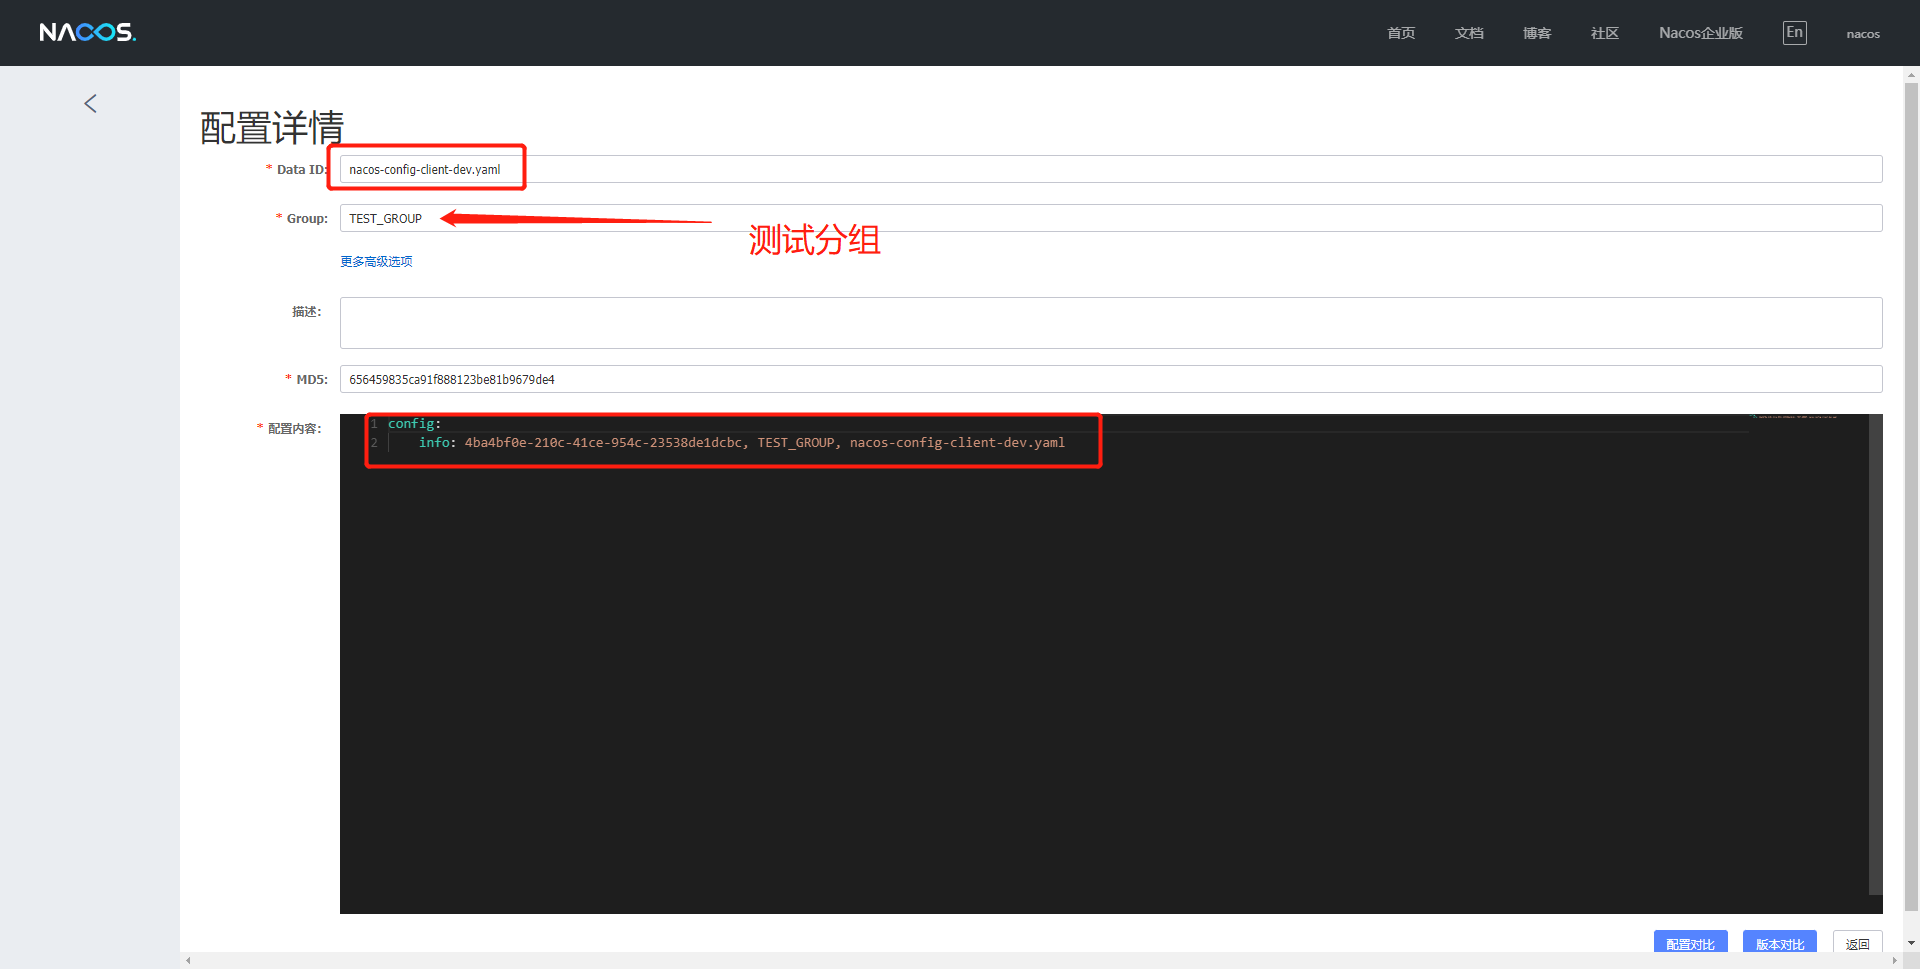 NACOS.
首页 文档 博客 社区 Nacos企业版 En nacos
配置详情
* Data ID: nacos-config-client-dev.yaml
* Group: TEST_GROUP
测试分组
更多高级选项
描述:
* MD5: 656459835ca91f888123be81b9679de4
* 配置内容:
1 config:
2 info: 4ba4bf0e-210c-41ce-954c-23538de1dcbc, TEST_GROUP, nacos-config-client-dev.yaml
配置对比 版本对比 返回